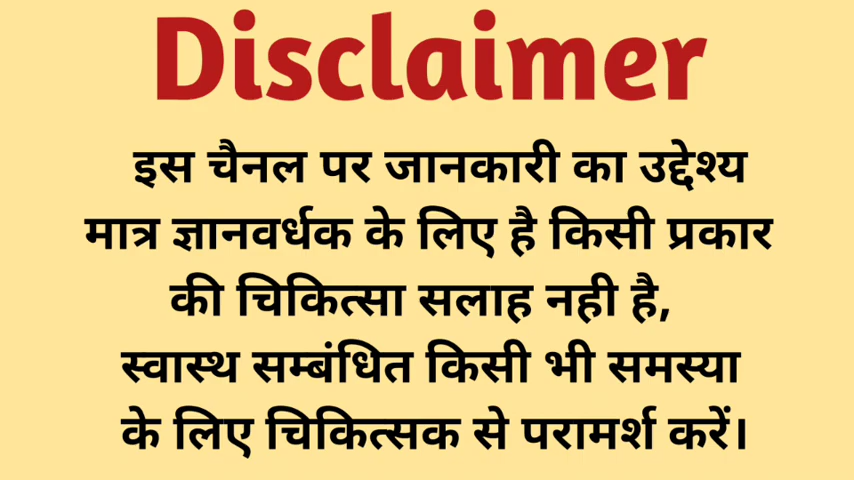 Disclaimer
इस चैनल पर जानकारी का उद्देश्य
मात्र ज्ञानवर्धक के लिए है किसी प्रकार
की चिकित्सा सलाह नही है,
स्वास्थ सम्बंधित किसी भी समस्या
के लिए चिकित्सक से परामर्श करें।